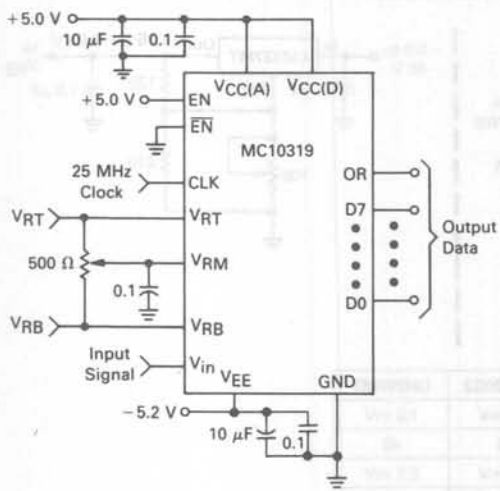 +5.0 V
10 μF
0.1
VCC(A)
VCC(D)
+5.0 V
EN
EN
MC10319
25 MHz
Clock
CLK
OR
VRT
VRT
D7
Output
Data
500 Ω
VRM
0.1
D0
VRB
VRB
Input
Signal
Vin
VEE
GND
−5.2 V
10 μF
0.1